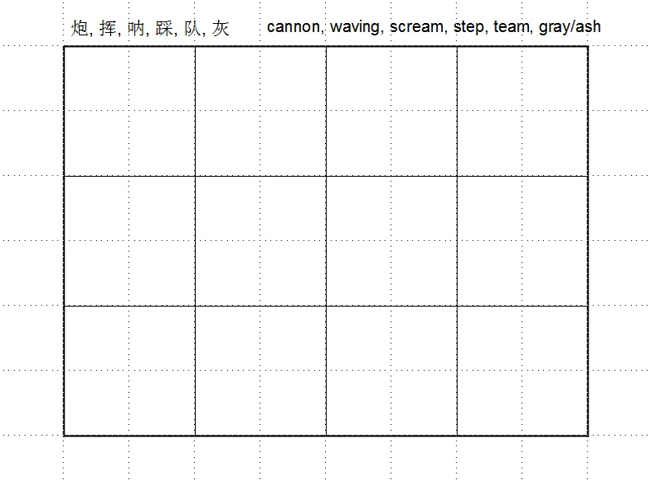 炮, 挥, 呐, 踩, 队, 灰 cannon, waving, scream, step, team, gray/ash